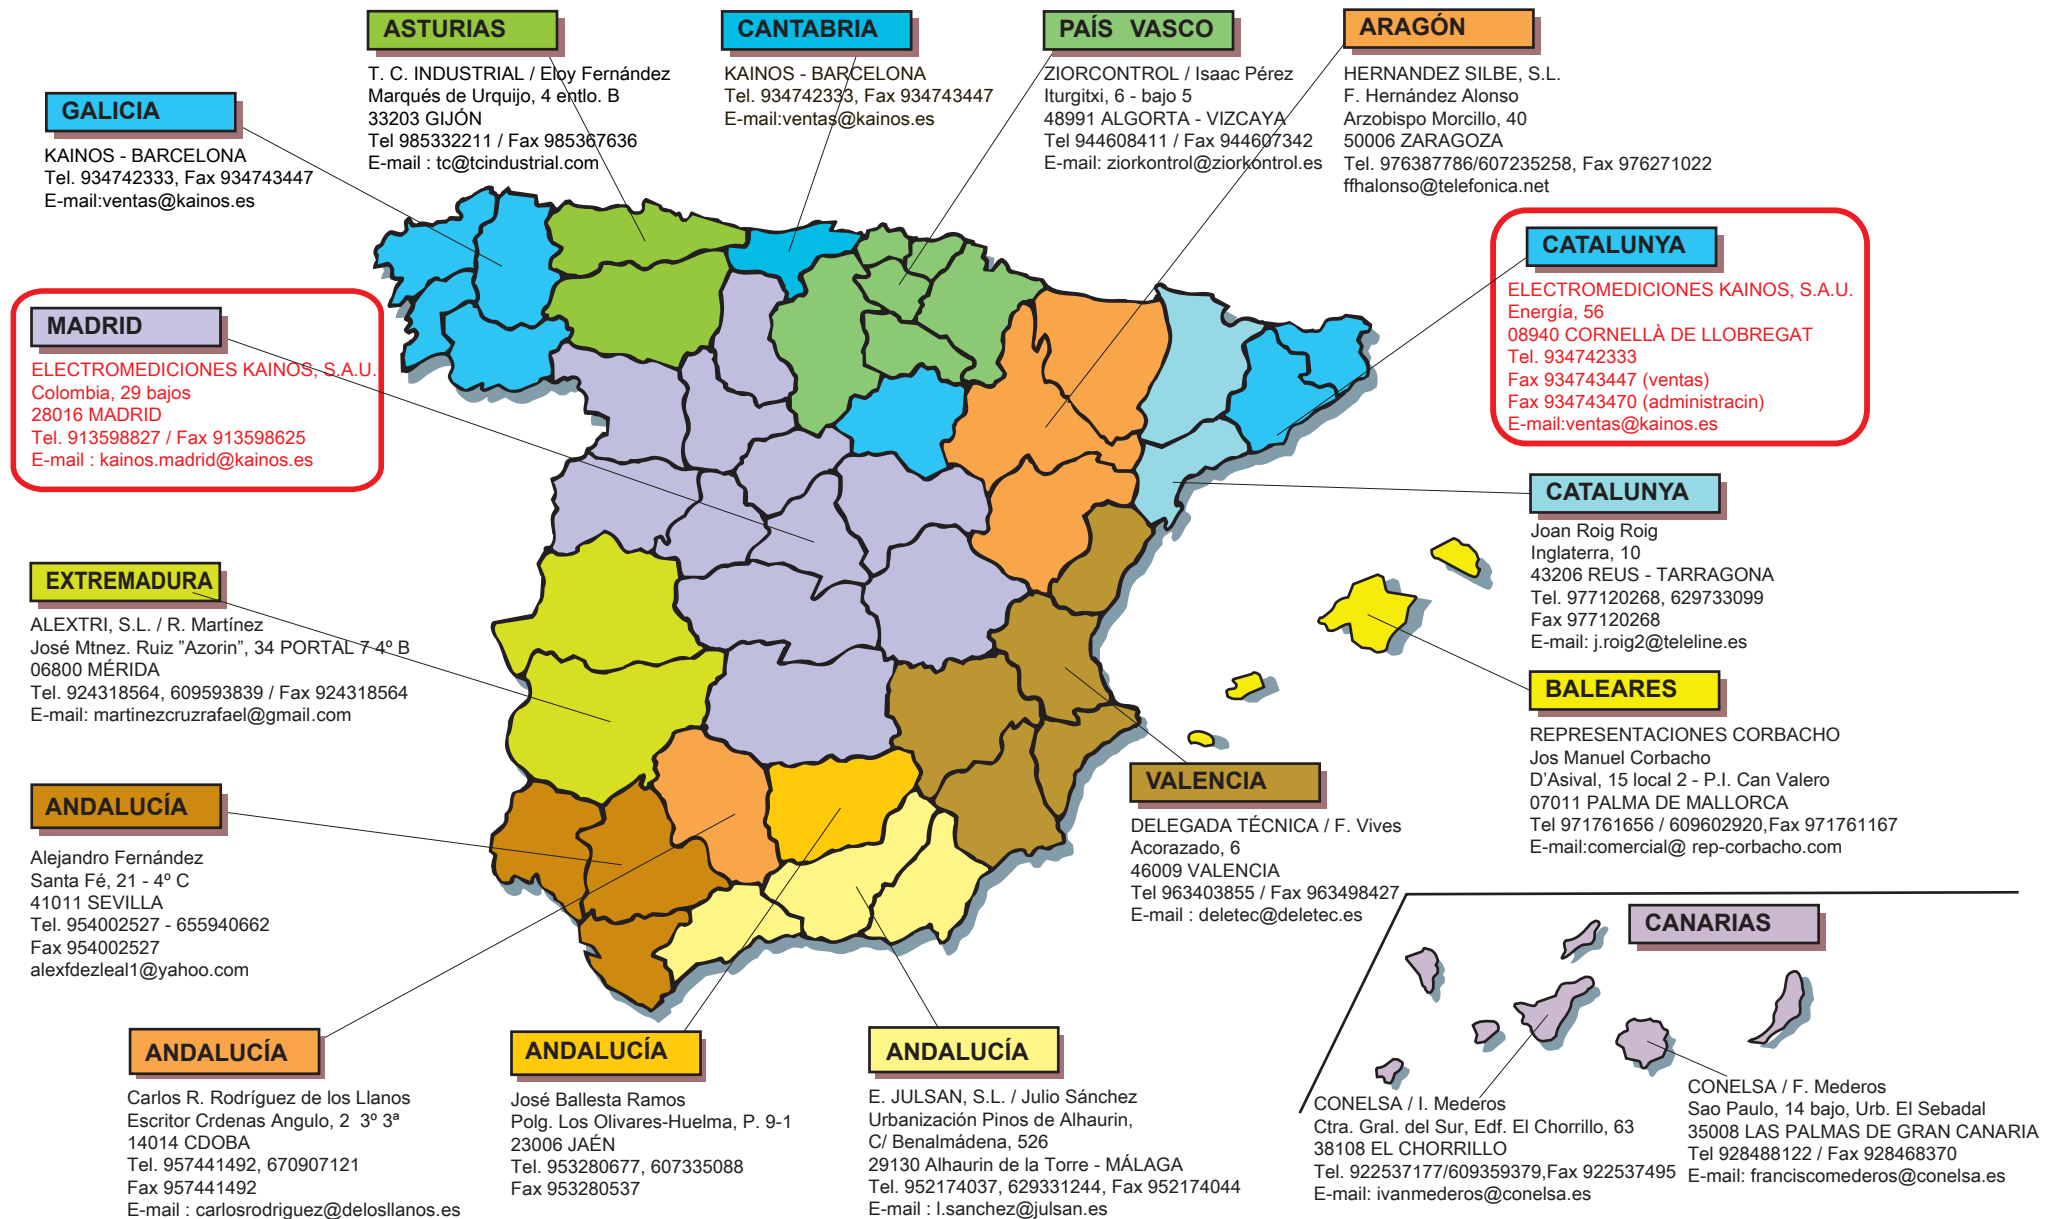 ASTURIAS
T. C. INDUSTRIAL / Eloy Fernández
Marqués de Urquijo, 4 entlo. B
33203 GIJÓN
Tel 985332211 / Fax 985367636
E-mail : tc@tcindustrial.com
CANTABRIA
KAINOS - BARCELONA
Tel. 934742333, Fax 934743447
E-mail:ventas@kainos.es
PAÍS VASCO
ZIORCONTROL / Isaac Pérez
Iturgitxi, 6 - bajo 5
48991 ALGORTA - VIZCAYA
Tel 944608411 / Fax 944607342
E-mail: ziorkontrol@ziorkontrol.es
ARAGÓN
HERNANDEZ SILBE, S.L.
F. Hernández Alonso
Arzobispo Morcillo, 40
50006 ZARAGOZA
Tel. 976387786/607235258, Fax 976271022
ffhalonso@telefonica.net
GALICIA
KAINOS - BARCELONA
Tel. 934742333, Fax 934743447
E-mail:ventas@kainos.es
CATALUNYA
ELECTROMEDICIONES KAINOS, S.A.U.
Energía, 56
08940 CORNELLÀ DE LLOBREGAT
Tel. 934742333
Fax 934743447 (ventas)
Fax 934743470 (administracin)
E-mail:ventas@kainos.es
MADRID
ELECTROMEDICIONES KAINOS, S.A.U.
Colombia, 29 bajos
28016 MADRID
Tel. 913598827 / Fax 913598625
E-mail : kainos.madrid@kainos.es
CATALUNYA
Joan Roig Roig
Inglaterra, 10
43206 REUS - TARRAGONA
Tel. 977120268, 629733099
Fax 977120268
E-mail: j.roig2@teleline.es
EXTREMADURA
ALEXTRI, S.L. / R. Martínez
José Mtnez. Ruiz ”Azorin”, 34 PORTAL 7 4º B
06800 MÉRIDA
Tel. 924318564, 609593839 / Fax 924318564
E-mail: martinezcruzrafael@gmail.com
BALEARES
REPRESENTACIONES CORBACHO
Jos Manuel Corbacho
D’Asival, 15 local 2 - P.I. Can Valero
07011 PALMA DE MALLORCA
Tel 971761656 / 609602920,Fax 971761167
E-mail:comercial@ rep-corbacho.com
VALENCIA
DELEGADA TÉCNICA / F. Vives
Acorazado, 6
46009 VALENCIA
Tel 963403855 / Fax 963498427
E-mail : deletec@deletec.es
ANDALUCÍA
Alejandro Fernández
Santa Fé, 21 - 4º C
41011 SEVILLA
Tel. 954002527 - 655940662
Fax 954002527
alexfdezleal1@yahoo.com
CANARIAS
CONELSA / I. Mederos
Ctra. Gral. del Sur, Edf. El Chorrillo, 63
38108 EL CHORRILLO
Tel. 922537177/609359379,Fax 922537495
E-mail: ivanmederos@conelsa.es
CONELSA / F. Mederos
Sao Paulo, 14 bajo, Urb. El Sebadal
35008 LAS PALMAS DE GRAN CANARIA
Tel 928488122 / Fax 928468370
E-mail: franciscomederos@conelsa.es
ANDALUCÍA
Carlos R. Rodríguez de los Llanos
Escritor Crdenas Angulo, 2 3º 3ª
14014 CDOBA
Tel. 957441492, 670907121
Fax 957441492
E-mail : carlosrodriguez@delosllanos.es
ANDALUCÍA
José Ballesta Ramos
Polg. Los Olivares-Huelma, P. 9-1
23006 JAÉN
Tel. 953280677, 607335088
Fax 953280537
ANDALUCÍA
E. JULSAN, S.L. / Julio Sánchez
Urbanización Pinos de Alhaurin,
C/ Benalmádena, 526
29130 Alhaurin de la Torre - MÁLAGA
Tel. 952174037, 629331244, Fax 952174044
E-mail : l.sanchez@julsan.es